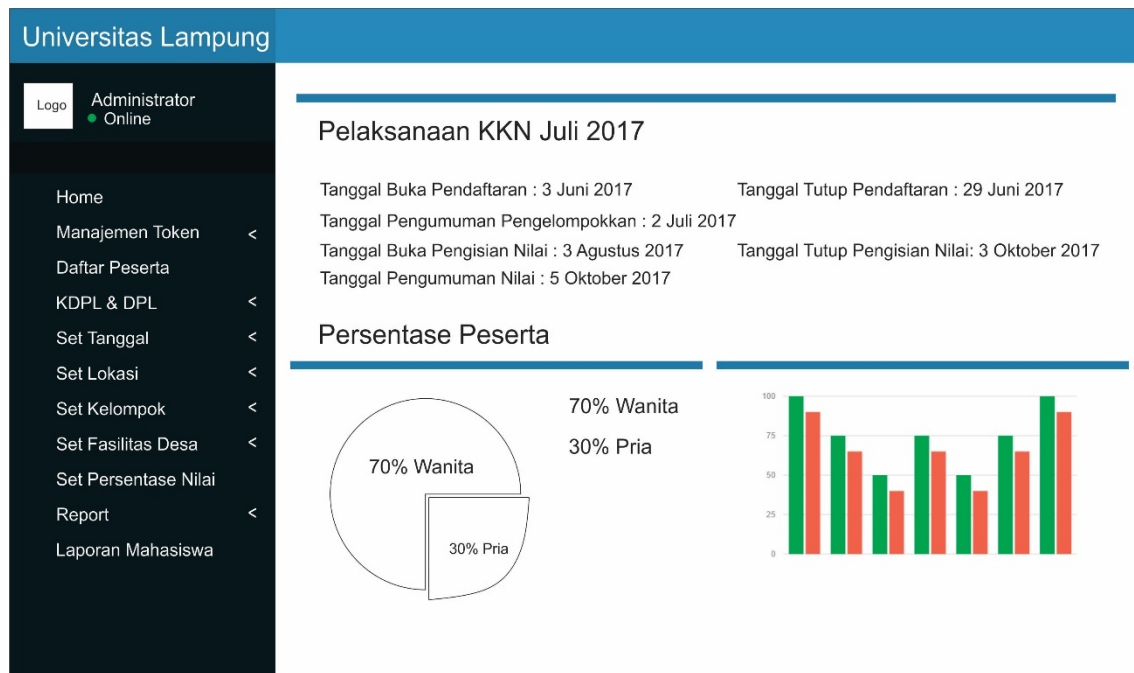 Universitas Lampung
Logo
Administrator
Online
Home
Manajemen Token <
Daftar Peserta
KDPL & DPL <
Set Tanggal <
Set Lokasi <
Set Kelompok <
Set Fasilitas Desa <
Set Persentase Nilai
Report <
Laporan Mahasiswa
Pelaksanaan KKN Juli 2017
Tanggal Buka Pendaftaran : 3 Juni 2017
Tanggal Tutup Pendaftaran : 29 Juni 2017
Tanggal Pengumuman Pengelompokkan : 2 Juli 2017
Tanggal Buka Pengisian Nilai : 3 Agustus 2017
Tanggal Tutup Pengisian Nilai: 3 Oktober 2017
Tanggal Pengumuman Nilai : 5 Oktober 2017
Persentase Peserta
70% Wanita
30% Pria
70% Wanita
30% Pria
100
75
50
25
0